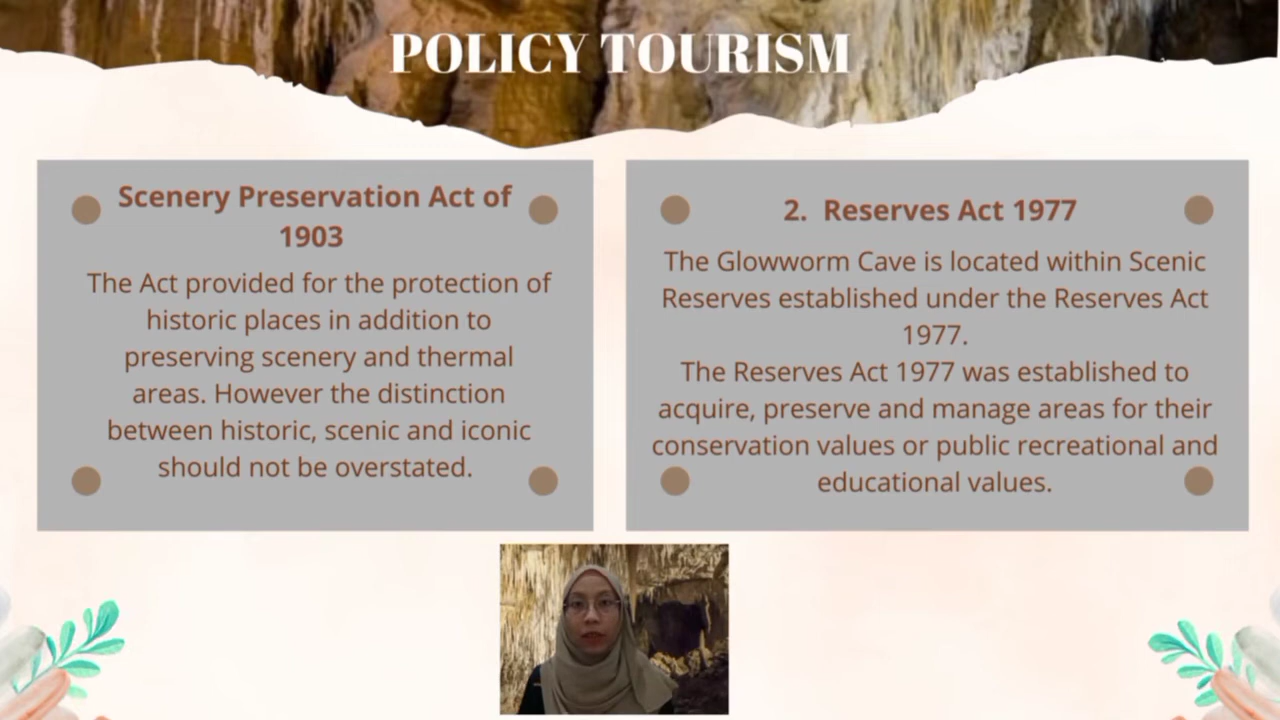 POLICY TOURISM
Scenery Preservation Act of
1903
The Act provided for the protection of
historic places in addition to
preserving scenery and thermal
areas. However the distinction
between historic, scenic and iconic
should not be overstated.
2. Reserves Act 1977
The Glowworm Cave is located within Scenic
Reserves established under the Reserves Act
1977.
The Reserves Act 1977 was established to
acquire, preserve and manage areas for their
conservation values or public recreational and
educational values.